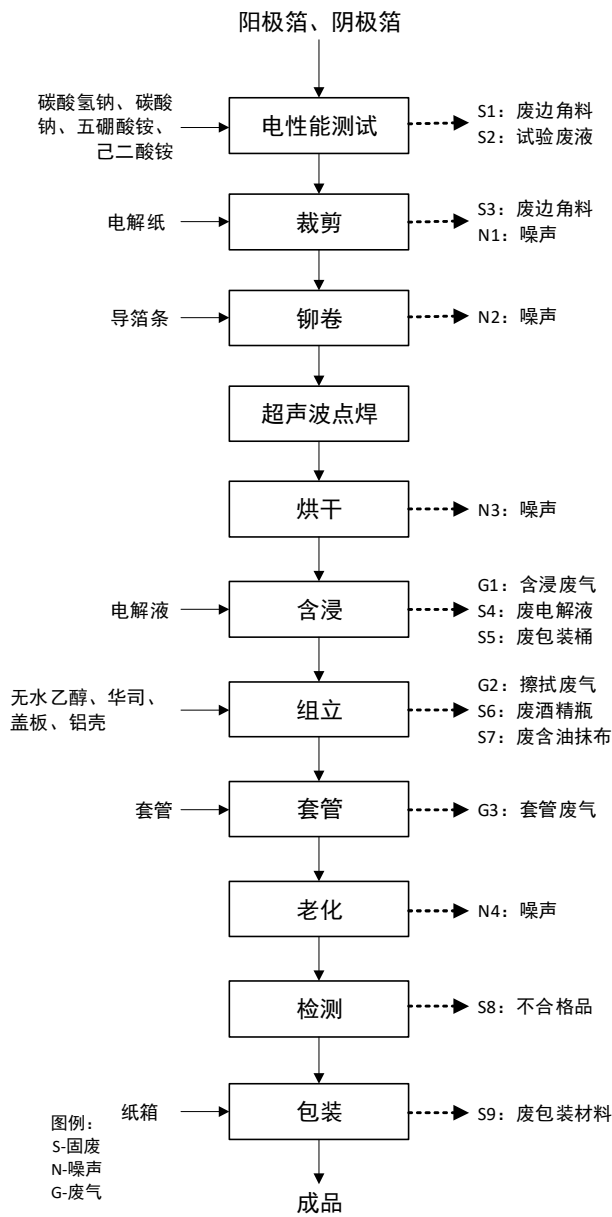 阳极箔、阴极箔
碳酸氢钠、碳酸
钠、五硼酸铵、
己二酸铵
电性能测试
S1：废边角料
S2：试验废液
电解纸
裁剪
S3：废边角料
N1：噪声
导箔条
铆卷
N2：噪声
超声波点焊
烘干
N3：噪声
电解液
含浸
G1：含浸废气
S4：废电解液
S5：废包装桶
无水乙醇、华司、
盖板、铝壳
组立
G2：擦拭废气
S6：废酒精瓶
S7：废含油抹布
套管
套管
G3：套管废气
老化
N4：噪声
检测
S8：不合格品
纸箱
包装
S9：废包装材料
图例：
S-固废
N-噪声
G-废气
成品